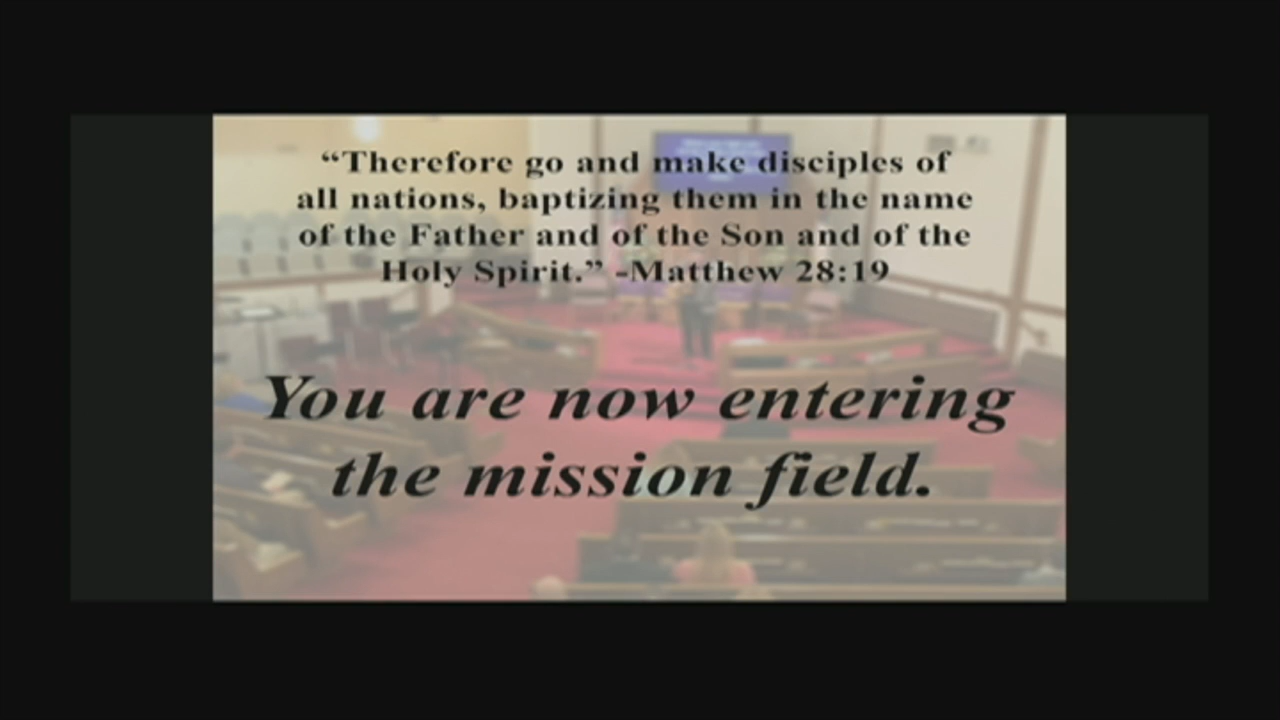 “Therefore go and make disciples of
all nations, baptizing them in the name
of the Father and of the Son and of the
Holy Spirit.” -Matthew 28:19
You are now entering
the mission field.